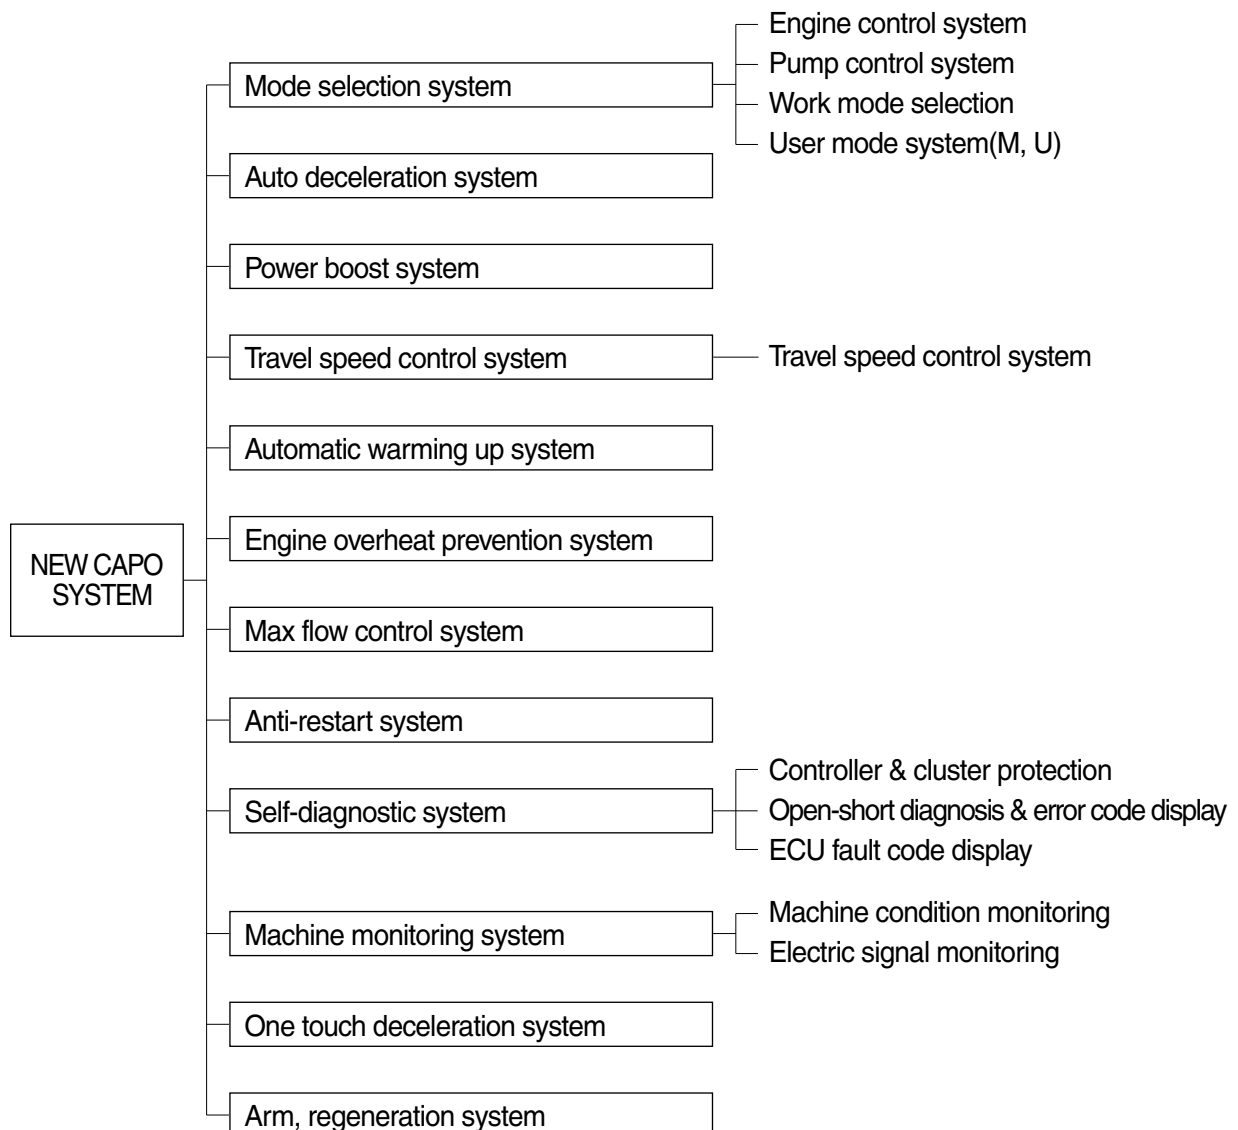 Engine control system
Pump control system
Mode selection system
Work mode selection
User mode system(M, U)
Auto deceleration system
Power boost system
Travel speed control system
Travel speed control system
Automatic warming up system
Engine overheat prevention system
NEW CAPO
SYSTEM
Max flow control system
Anti-restart system
Self-diagnostic system
Controller & cluster protection
Open-short diagnosis & error code display
ECU fault code display
Machine monitoring system
Machine condition monitoring
Electric signal monitoring
One touch deceleration system
Arm, regeneration system